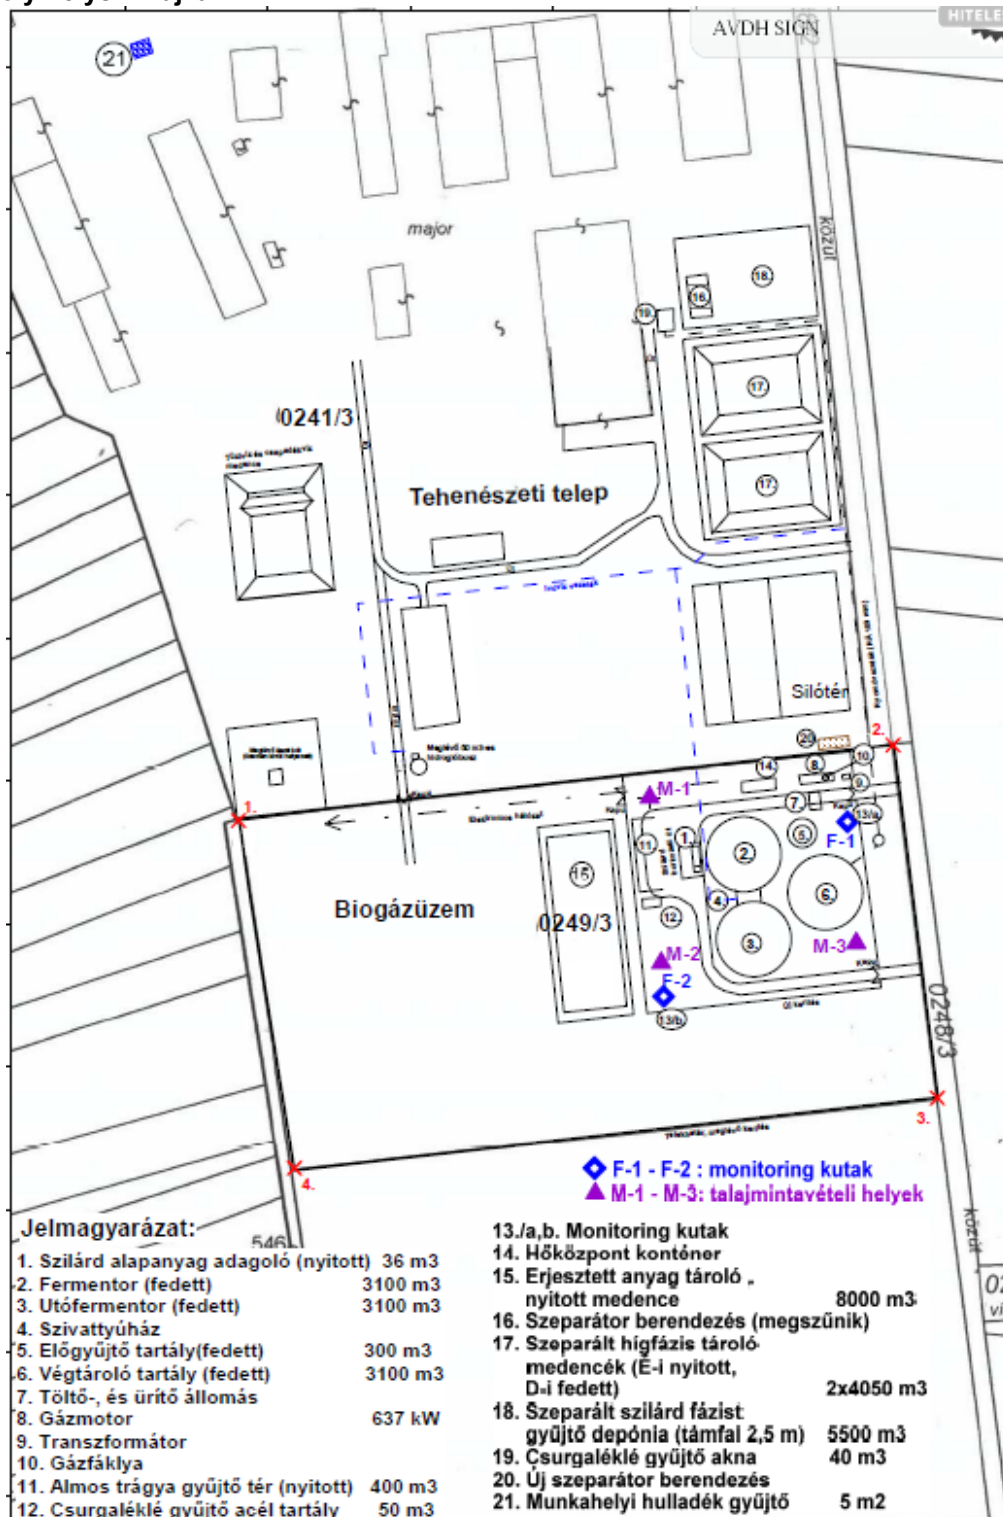 AVDH SIGN
HITELE
21
major
közút
18.
16.
19.
17.
0241/3
17.
Tehenészeti telep
Silótér
20
2.
10.
8.
14.
9.
7.
1.
M-1
13/a.
F-1
5.
11.
1.
2.
15
6.
Biogázüzem
4.
0249/3
12.
3.
M-3
M-2
F-2
13/b.
0248/3
3.
4.
F-1 - F-2 : monitoring kutak
M-1 - M-3: talajmintavételi helyek
közút
546
Jelmagyarázat:
1. Szilárd alapanyag adagoló (nyitott) 36 m3
2. Fermentor (fedett) 3100 m3
3. Utófermentor (fedett) 3100 m3
4. Szivattyúház
5. Előgyűjtő tartály(fedett) 300 m3
6. Végtároló tartály (fedett) 3100 m3
7. Töltő-, és ürítő állomás
8. Gázmotor 637 kW
9. Transzformátor
10. Gázfáklya
11. Almos trágya gyűjtő tér (nyitott) 400 m3
12. Csurgaléklé gyűjtő acél tartály 50 m3
13./a,b. Monitoring kutak
14. Hőközpont konténer
15. Erjesztett anyag tároló ,
nyitott medence 8000 m3
16. Szeparátor berendezés (megszűnik)
17. Szeparált hígfázis tároló
medencék (É-i nyitott,
D-i fedett) 2x4050 m3
18. Szeparált szilárd fázist
gyűjtő depónia (támfal 2,5 m) 5500 m3
19. Csurgaléklé gyűjtő akna 40 m3
20. Új szeparátor berendezés
21. Munkahelyi hulladék gyűjtő 5 m2